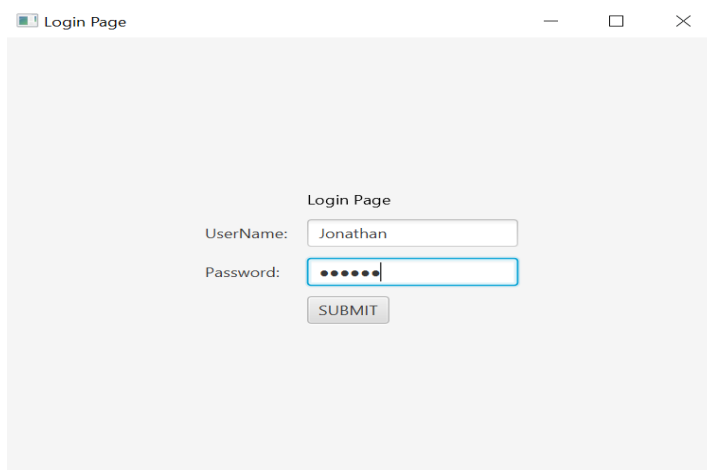 Login Page
Login Page
UserName: Jonathan
Password: ●●●●●●
SUBMIT